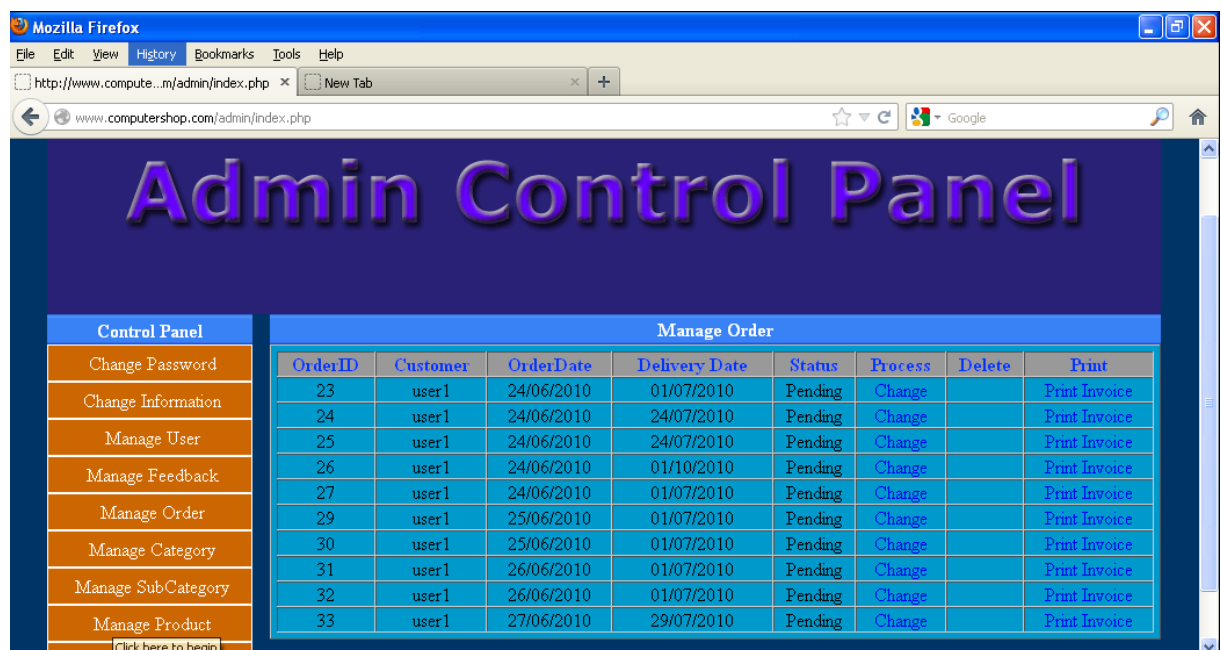 Mozilla Firefox
File Edit View History Bookmarks Tools Help
http://www.compute...m/admin/index.php New Tab
www.computershop.com/admin/index.php Google
Admin Control Panel
Control Panel
Change Password
Change Information
Manage User
Manage Feedback
Manage Order
Manage Category
Manage SubCategory
Manage Product
Click here to begin
Manage Order
OrderID Customer OrderDate Delivery Date Status Process Delete Print
23 user1 24/06/2010 01/07/2010 Pending Change Print Invoice
24 user1 24/06/2010 24/07/2010 Pending Change Print Invoice
25 user1 24/06/2010 24/07/2010 Pending Change Print Invoice
26 user1 24/06/2010 01/10/2010 Pending Change Print Invoice
27 user1 24/06/2010 01/07/2010 Pending Change Print Invoice
29 user1 25/06/2010 01/07/2010 Pending Change Print Invoice
30 user1 25/06/2010 01/07/2010 Pending Change Print Invoice
31 user1 26/06/2010 01/07/2010 Pending Change Print Invoice
32 user1 26/06/2010 01/07/2010 Pending Change Print Invoice
33 user1 27/06/2010 29/07/2010 Pending Change Print Invoice